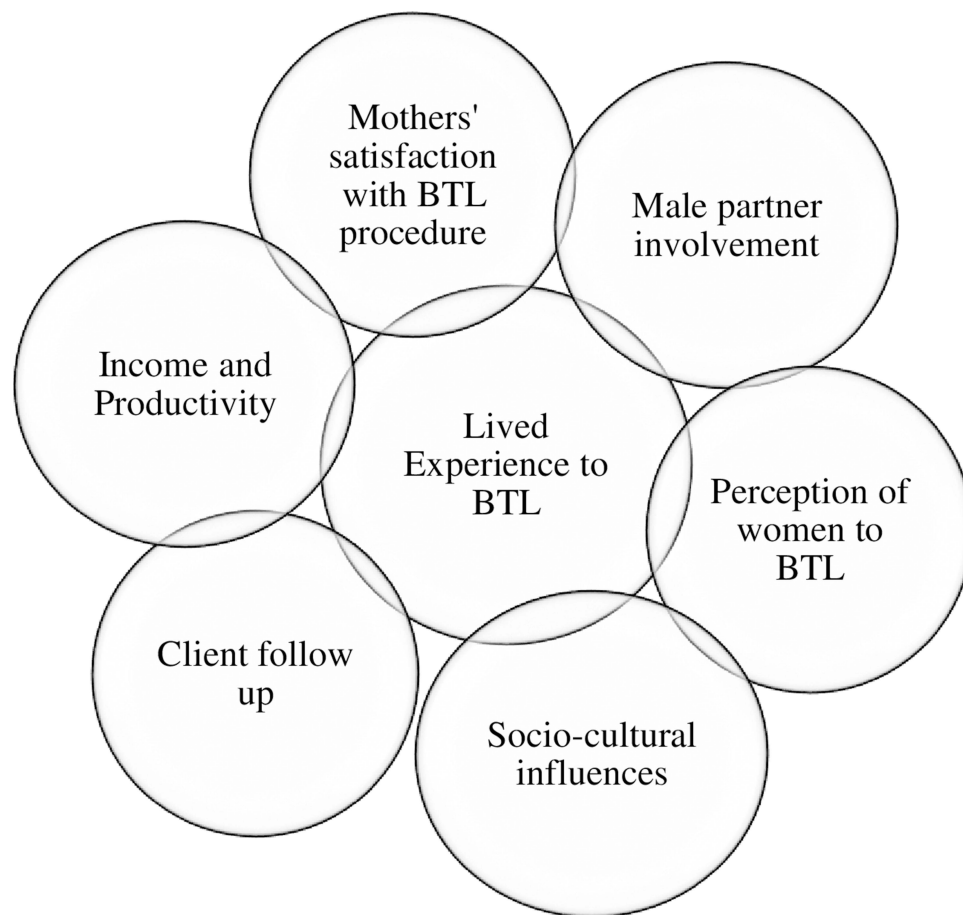 Mothers'
satisfaction
with BTL
procedure
Male partner
involvement
Income and
Productivity
Lived
Experience to
BTL
Perception of
women to
BTL
Client follow
up
Socio-cultural
influences